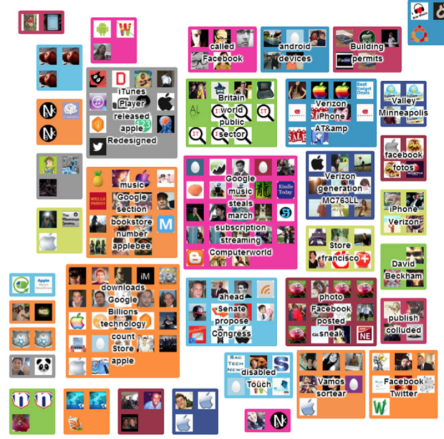 called
Facebook
android
devices
Building
permits
iTunes
Player
released
apple
Redesigned
Britain
world
public
sector
Verizon
iPhone
AT&amp
Valley
Minneapolis
facebook
fotos
music
Google
section
bookstore
number
applebee
Google
music
steals
march
subscription
streaming
Computerworld
Verizon
generation
MC763LL
iPhone
Verizon
Store
francisco
David
Beckham
downloads
Google
Billions
technology
count
Store
apple
ahead
Senate
propose
Congress
photo
Facebook
posted
sneak
publish
colluded
disabled
Touch
Vamos
sortear
Facebook
Twitter